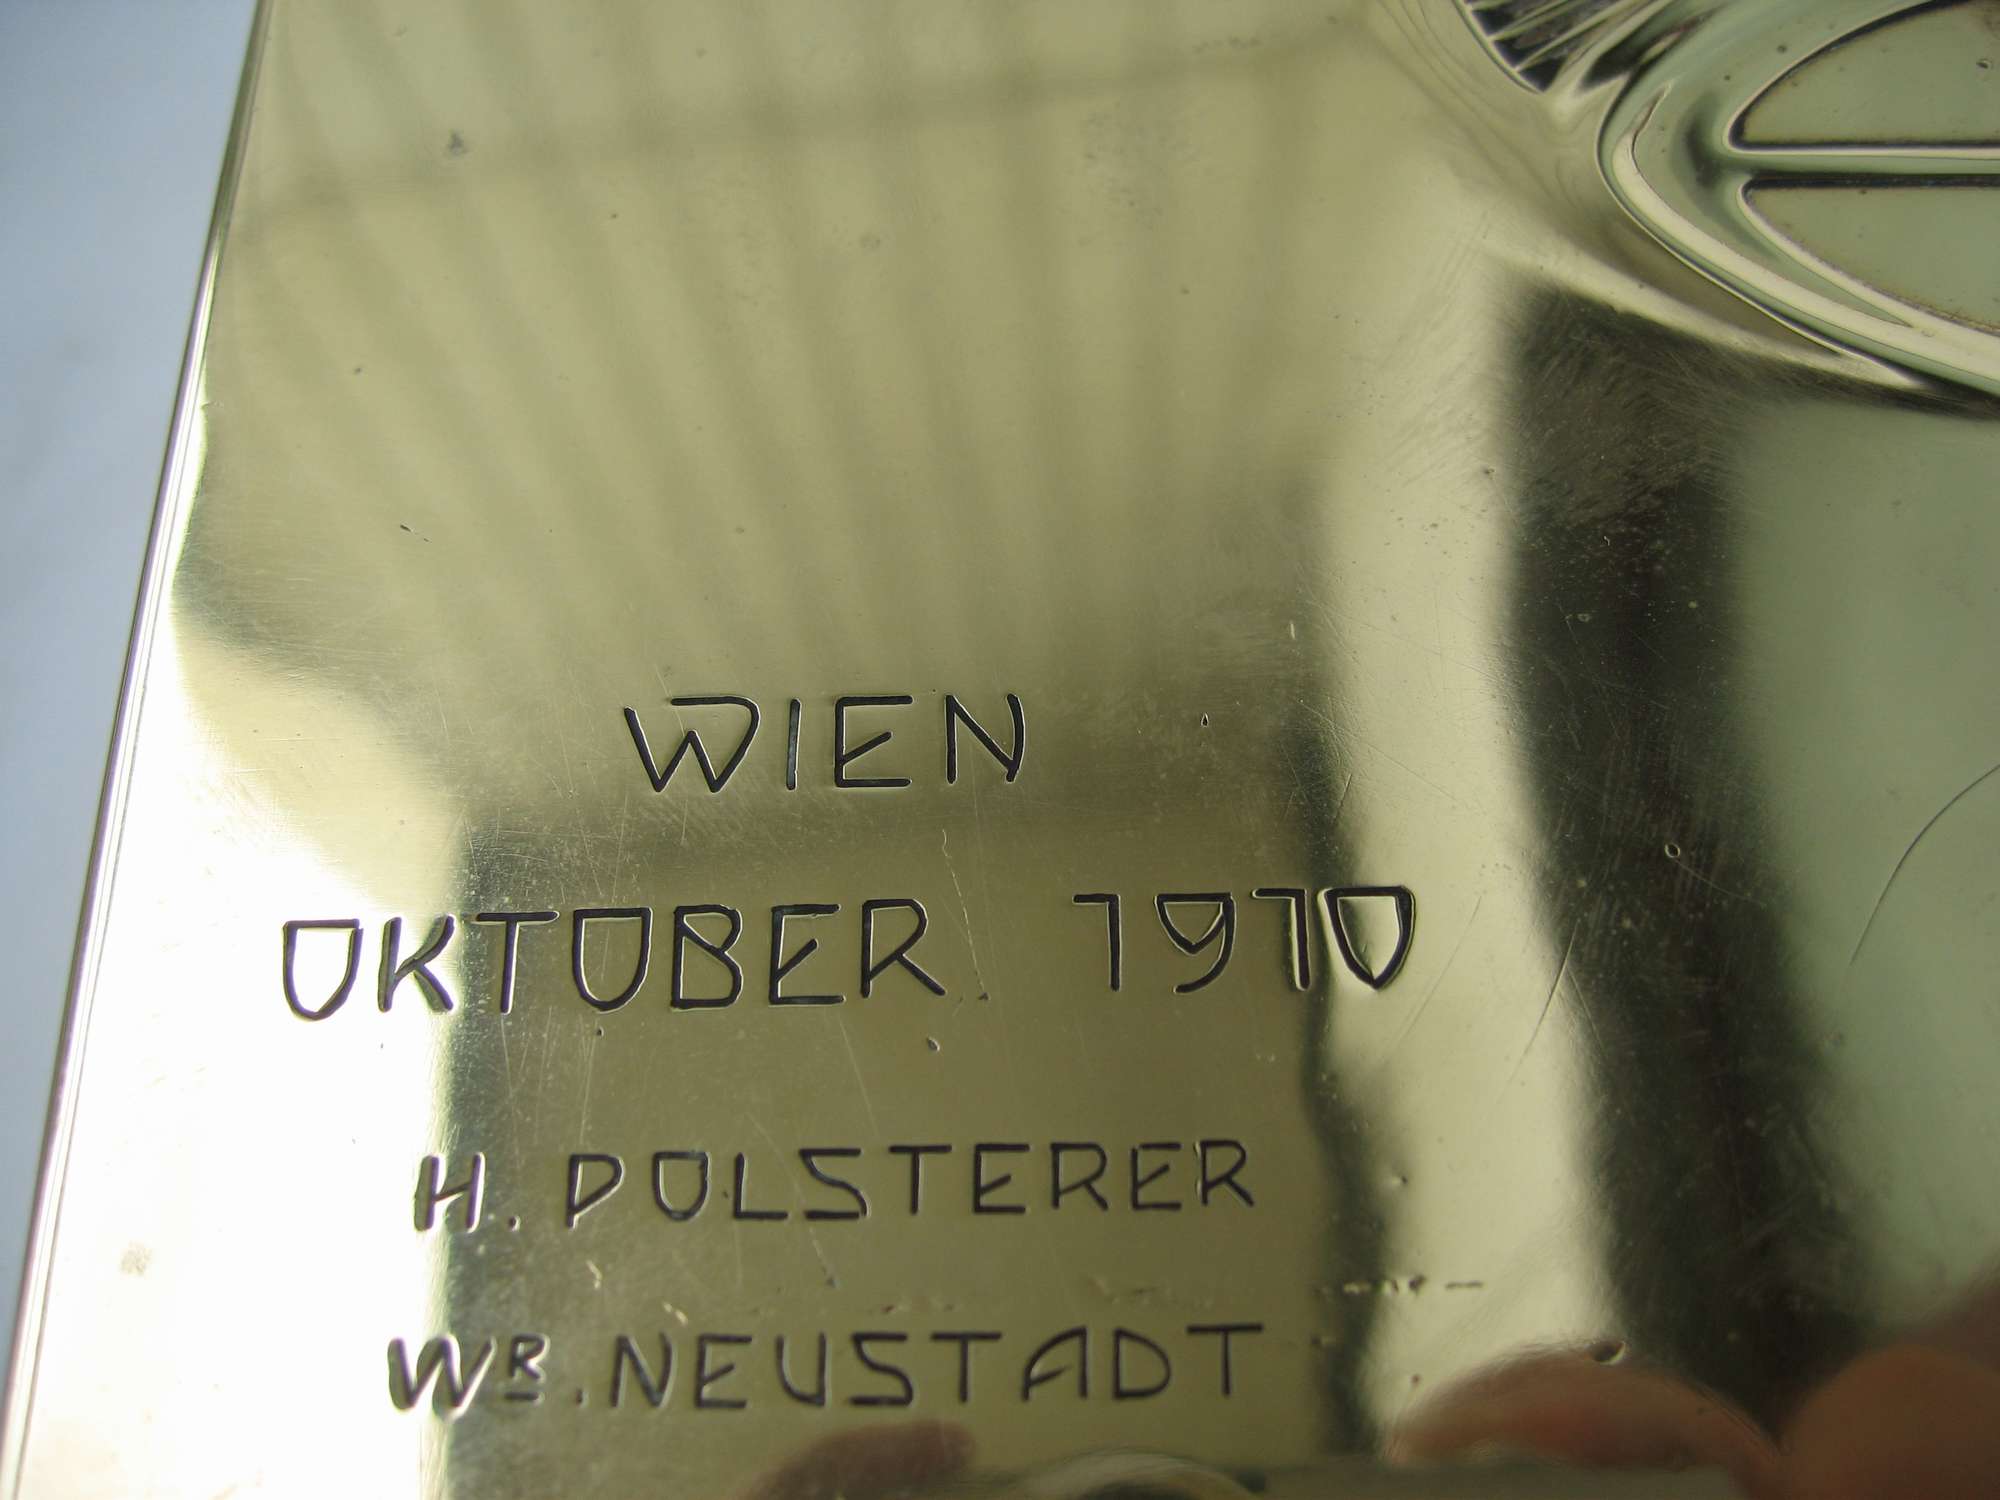 WIEN
OKTOBER 1910
H. POLSTERER
WR. NEUSTADT